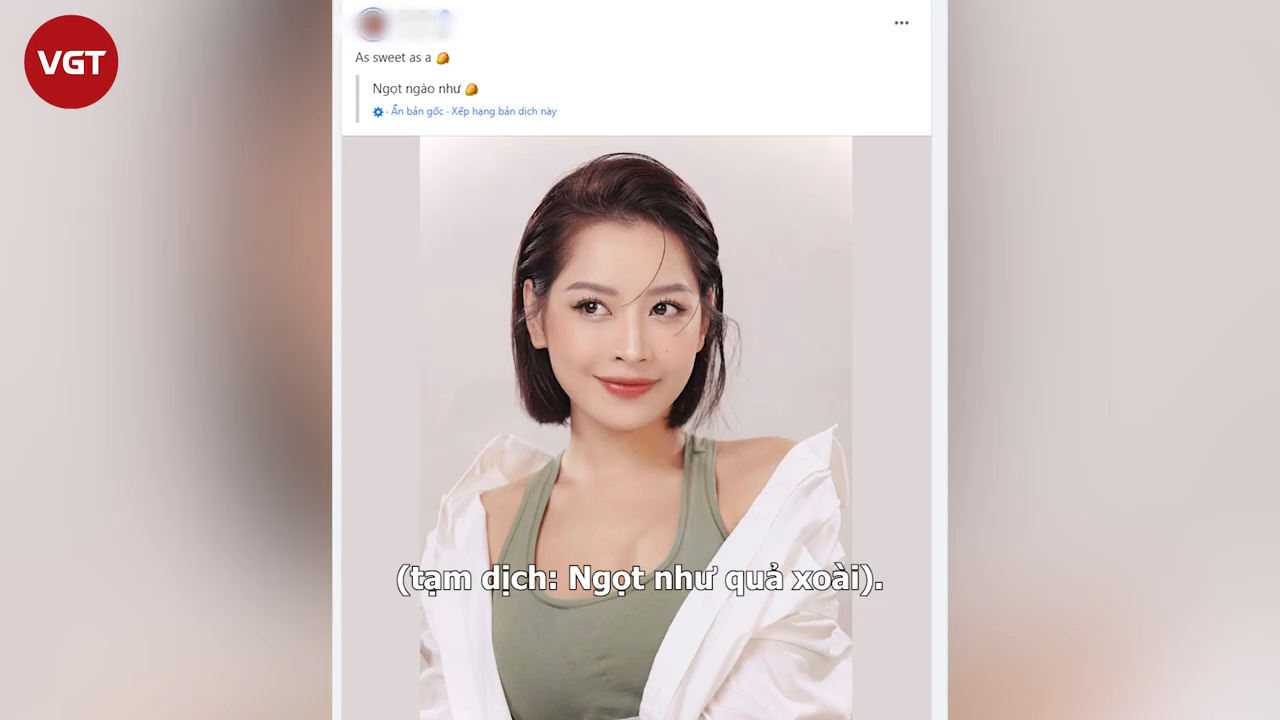 VGT
As sweet as a 🥭
Ngọt ngào như 🥭
· Ẩn bản gốc · Xếp hạng bản dịch này
(tạm dịch: Ngọt như quả xoài).